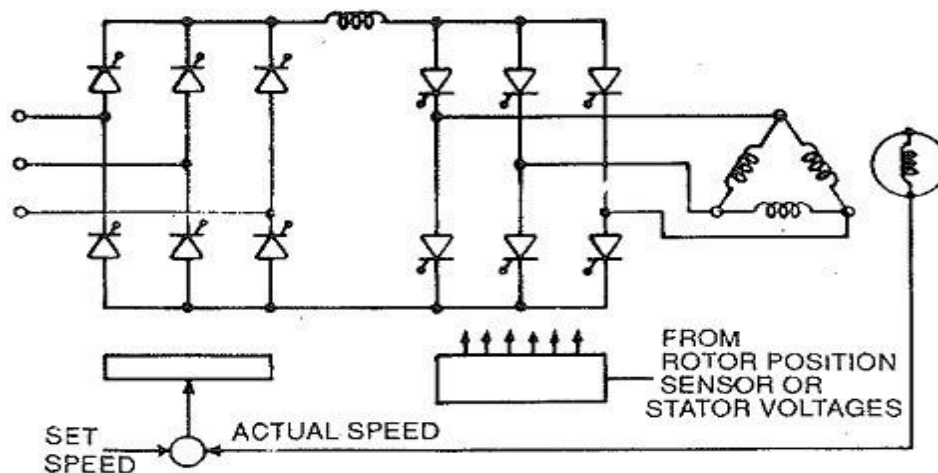 FROM
ROTOR POSITION
SENSOR OR
STATOR VOLTAGES
SET
SPEED
ACTUAL SPEED